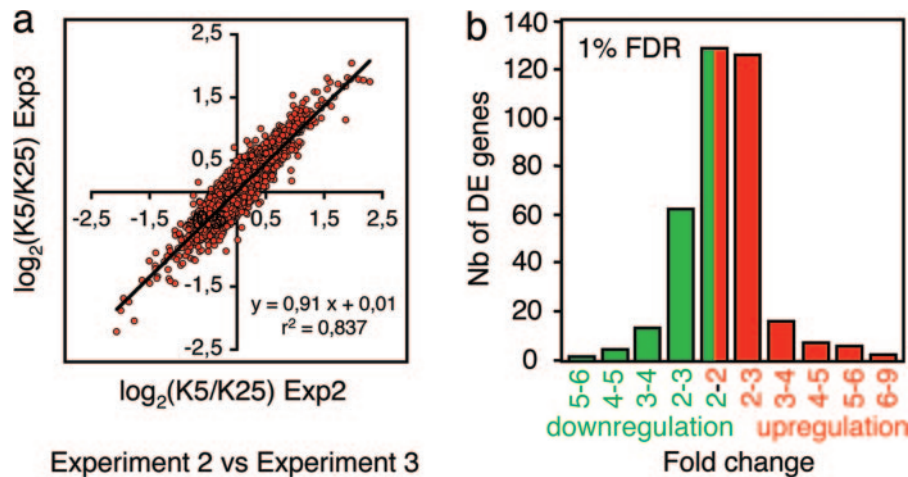 a
log2(K5/K25) Exp3
2,5
1,5
0,5
-2,5 -1,5 0,5 1,5 2,5
-1,5
-2,5
y = 0,91 x + 0,01
r2 = 0,837
log2(K5/K25) Exp2
Experiment 2 vs Experiment 3
b
1% FDR
Nb of DE genes
140
120
100
80
60
40
20
0
5-6 4-5 3-4 2-3 2-2 2-3 3-4 4-5 5-6 6-9
downregulation upregulation
Fold change